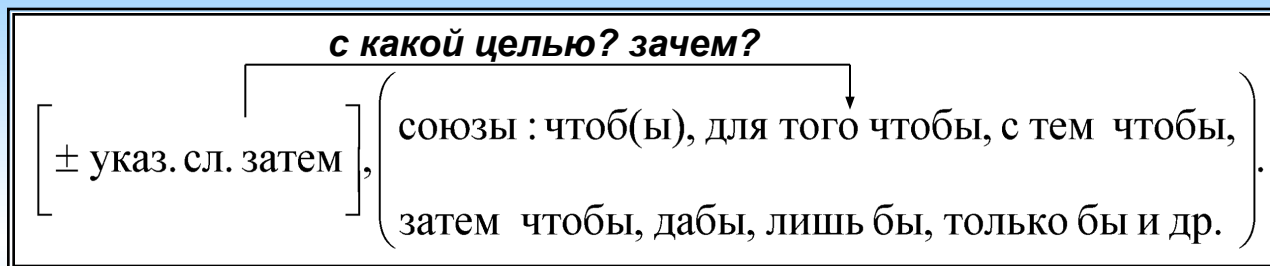 с какой целью? зачем?
союзы : чтоб(ы), для того чтобы, с тем чтобы,
± указ. сл. затем ,
затем чтобы, дабы, лишь бы, только бы и др. .